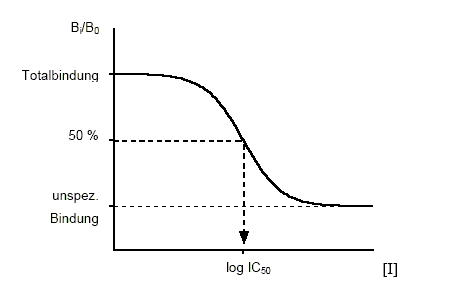 Bᵢ/B₀
Totalbindung
50 %
unspez.
Bindung
log IC₅₀
[I]